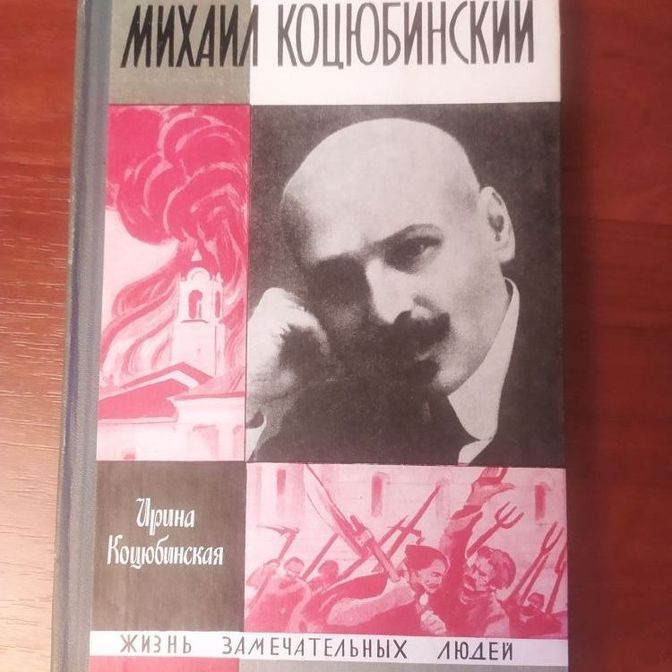 МИХАИЛ КОЦЮБИНСКИЙ
Ирина
Коцюбинская
ЖИЗНЬ ЗАМЕЧАТЕЛЬНЫХ ЛЮДЕЙ